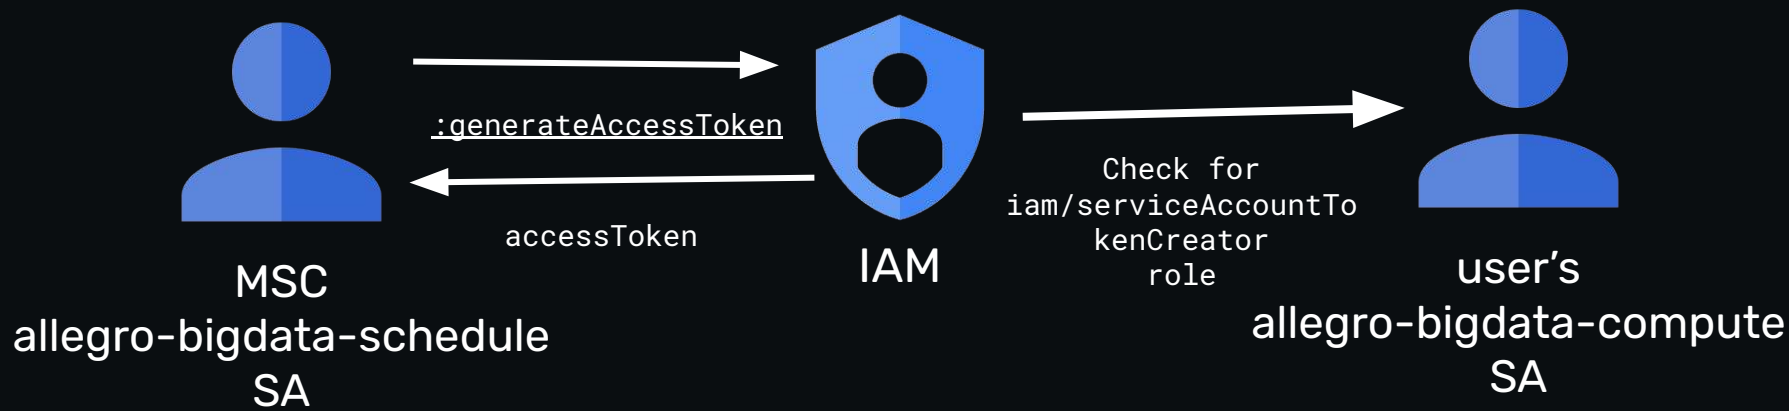 :generateAccessToken
accessToken
MSC
allegro-bigdata-schedule
SA
IAM
Check for
iam/serviceAccountTo
kenCreator
role
user’s
allegro-bigdata-compute
SA